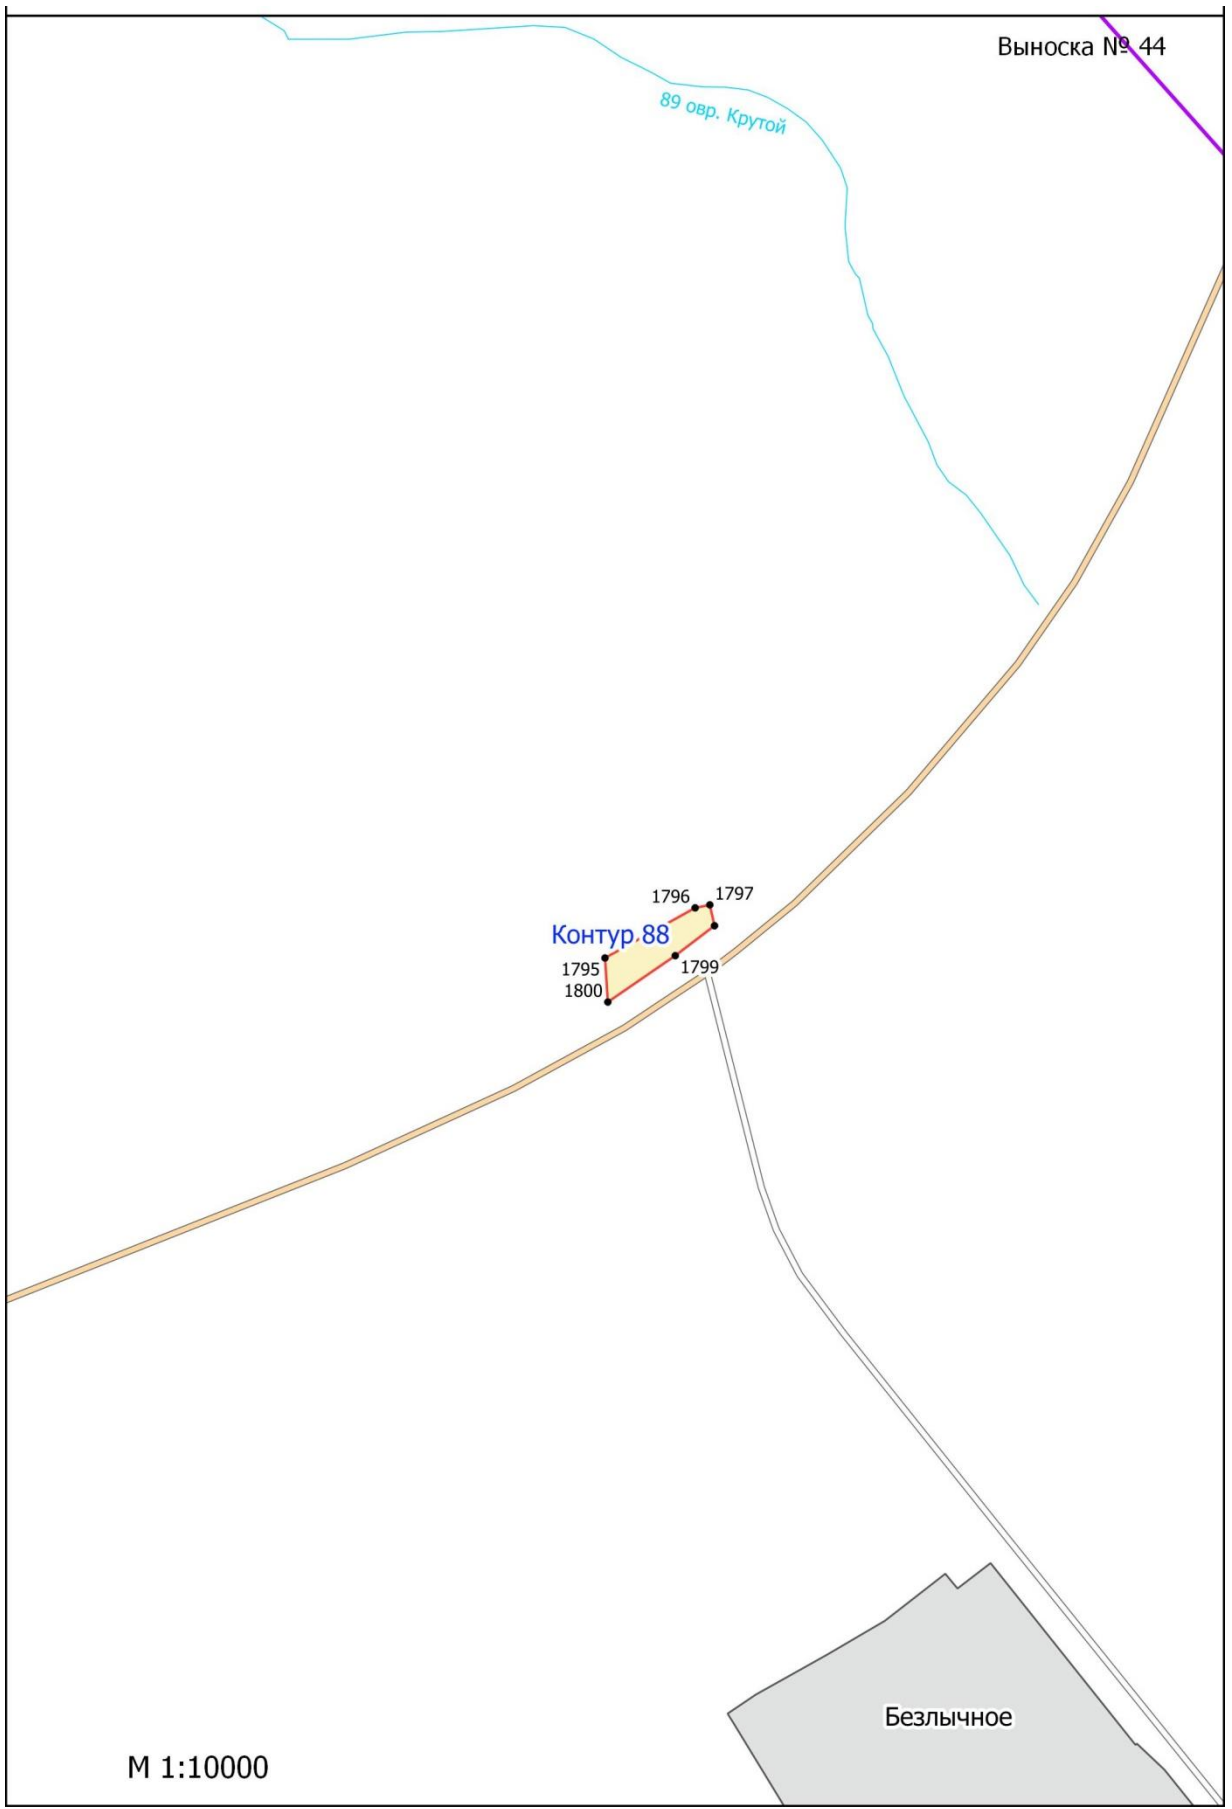 Выноска № 44
89 овр. Крутой
1796
1797
Контур 88
1795
1799
1800
Безлычное
М 1:10000